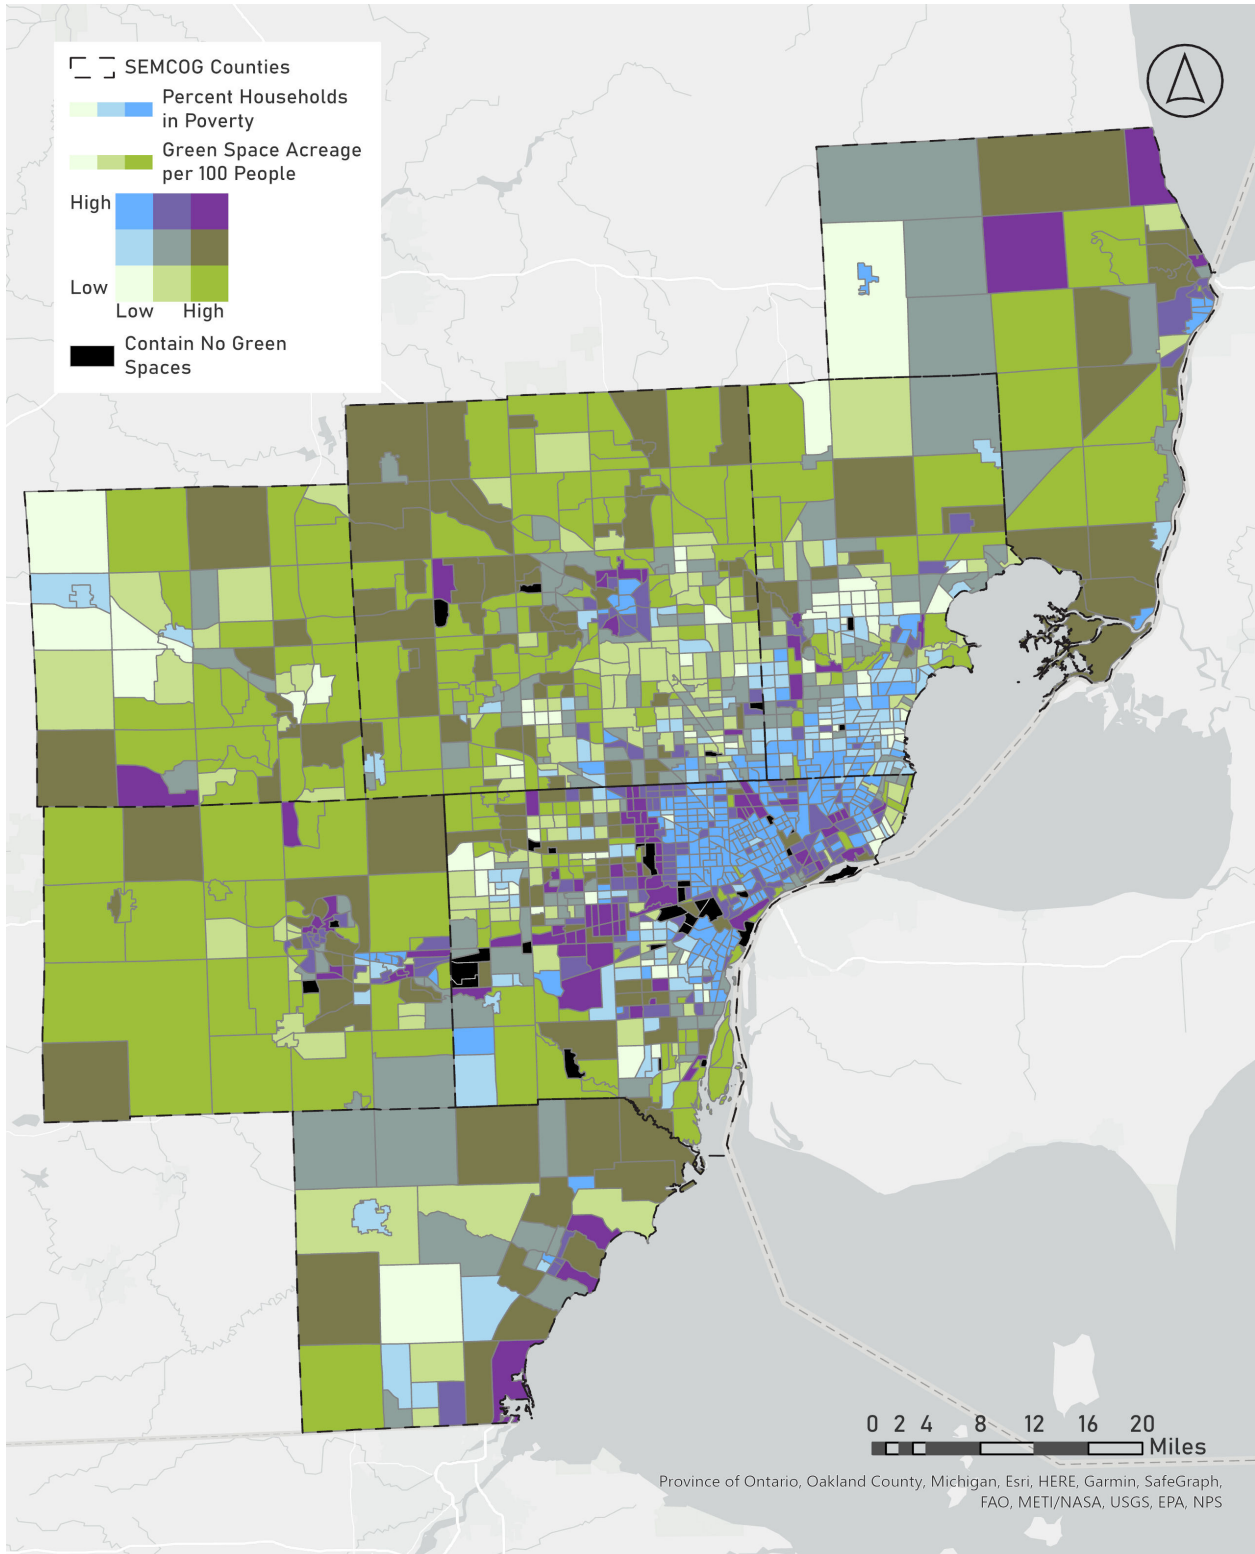 SEMCOG Counties
Percent Households
in Poverty
Green Space Acreage
per 100 People
High
Low
Low High
Contain No Green
Spaces
0 2 4 8 12 16 20
Miles
Province of Ontario, Oakland County, Michigan, Esri, HERE, Garmin, SafeGraph,
FAO, METI/NASA, USGS, EPA, NPS